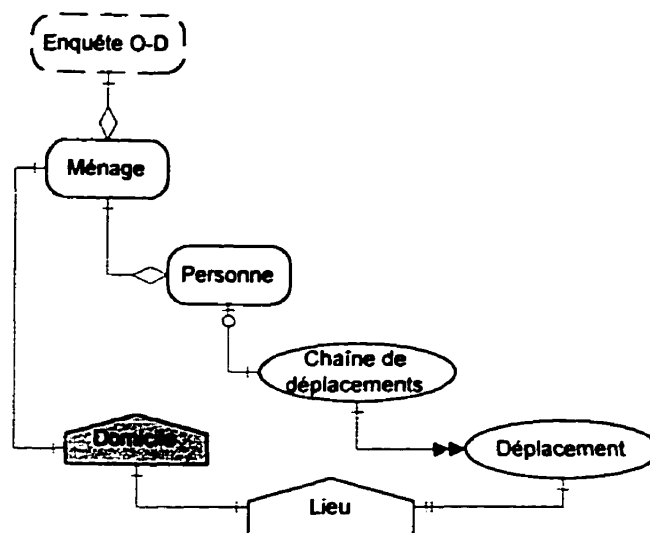 Enquête O-D
Ménage
Personne
Chaîne de
déplacements
Domicile
Déplacement
Lieu